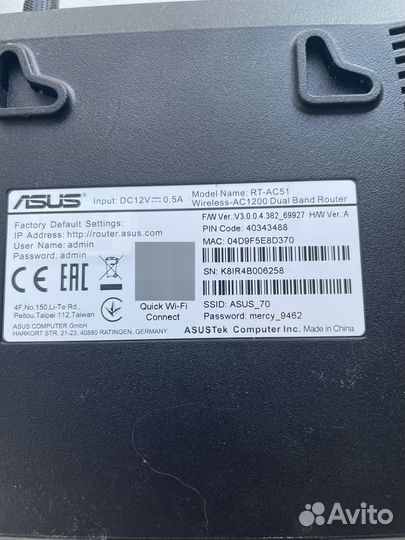 ASUS Input: DC12V⎓0.5A Model Name: RT-AC51
Wireless-AC1200 Dual Band Router
Factory Default Settings:
IP Address: http://router.asus.com
User Name: admin
Password: admin
F/W Ver.:V3.0.0.4.382_69927 H/W Ver.:A
PIN Code: 40343488
MAC: 04D9F5E8D370
SN: K8IR4B006258
SSID: ASUS_70
Password: mercy_9462
CE EAC
4F,No.150,Li-Te Rd.,
Peitou,Taipei 112,Taiwan
ASUS COMPUTER GmbH
HARKORT STR. 21-23, 40880 RATINGEN, GERMANY
Quick Wi-Fi
Connect
ASUSTek Computer Inc. Made in China
Avito